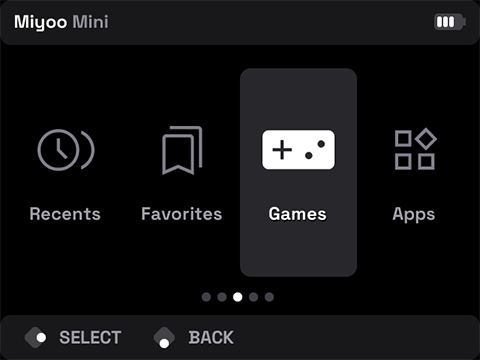 Miyoo Mini
Recents
Favorites
Games
Apps
SELECT
BACK